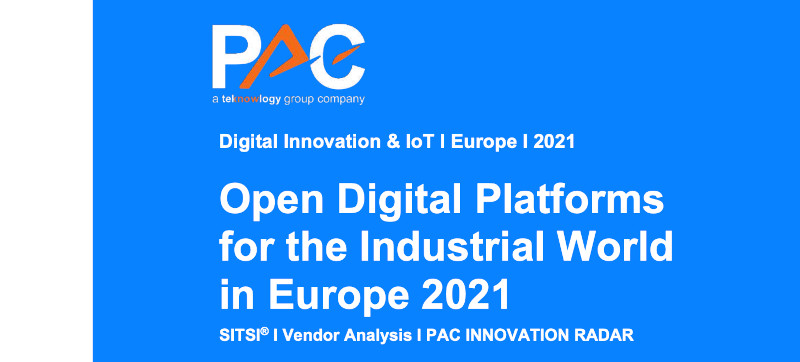 PAC
a teknowlogy group company
Digital Innovation & IoT I Europe I 2021
Open Digital Platforms
for the Industrial World
in Europe 2021
SITSI® I Vendor Analysis I PAC INNOVATION RADAR